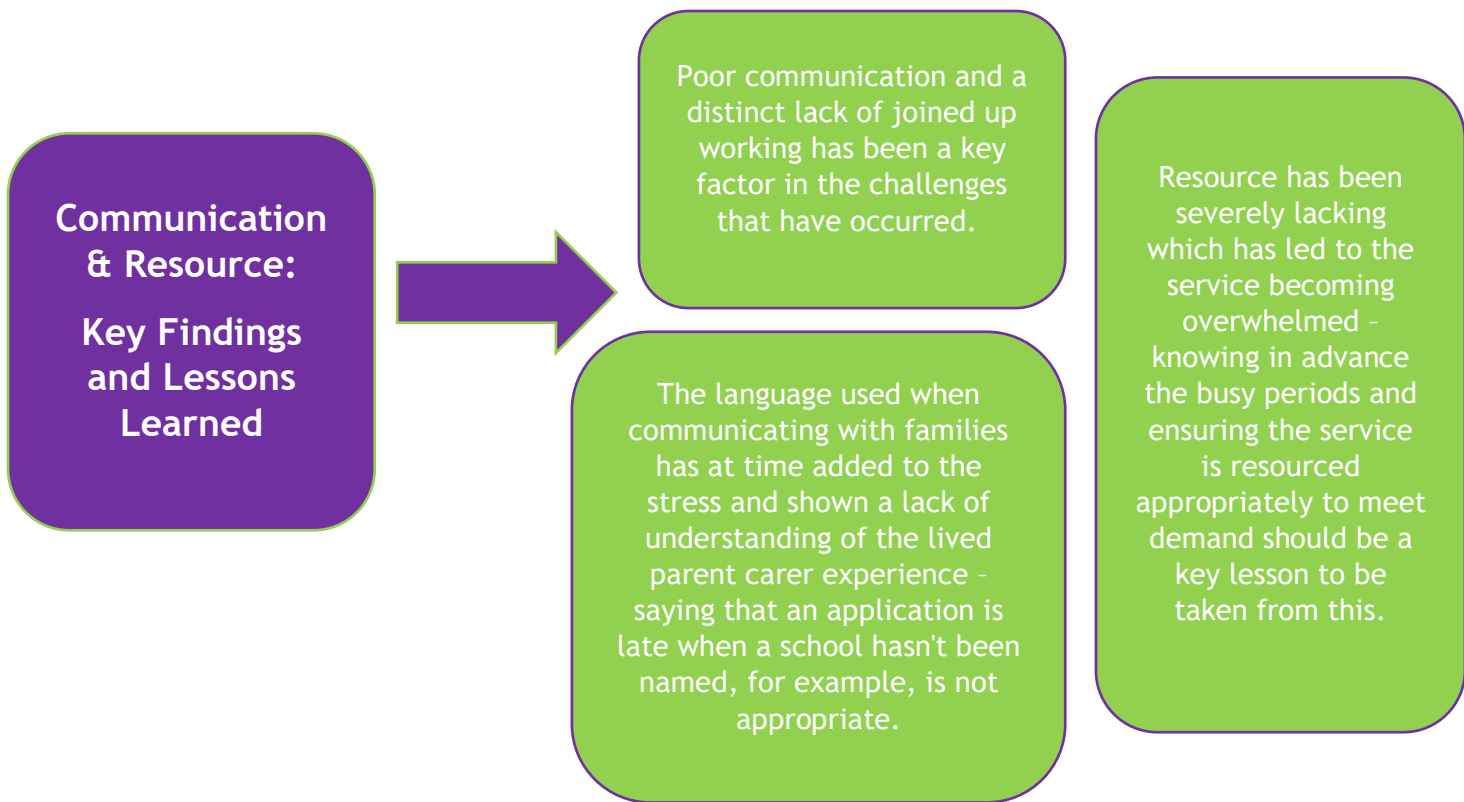 Communication
& Resource:
Key Findings
and Lessons
Learned
Poor communication and a
distinct lack of joined up
working has been a key
factor in the challenges
that have occurred.
The language used when
communicating with families
has at time added to the
stress and shown a lack of
understanding of the lived
parent carer experience –
saying that an application is
late when a school hasn't been
named, for example, is not
appropriate.
Resource has been
severely lacking
which has led to the
service becoming
overwhelmed –
knowing in advance
the busy periods and
ensuring the service
is resourced
appropriately to meet
demand should be a
key lesson to be
taken from this.